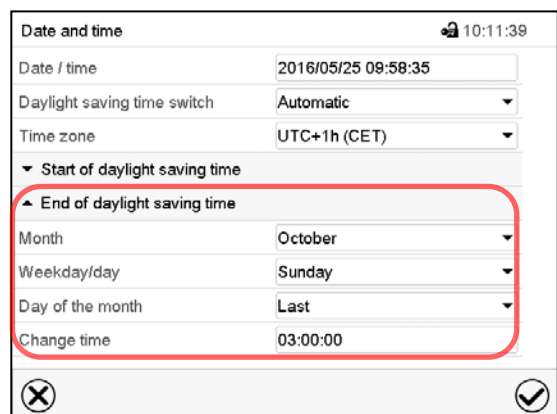 Date and time 10:11:39
Date / time 2016/05/25 09:58:35
Daylight saving time switch Automatic
Time zone UTC+1h (CET)
Start of daylight saving time
End of daylight saving time
Month October
Weekday/day Sunday
Day of the month Last
Change time 03:00:00